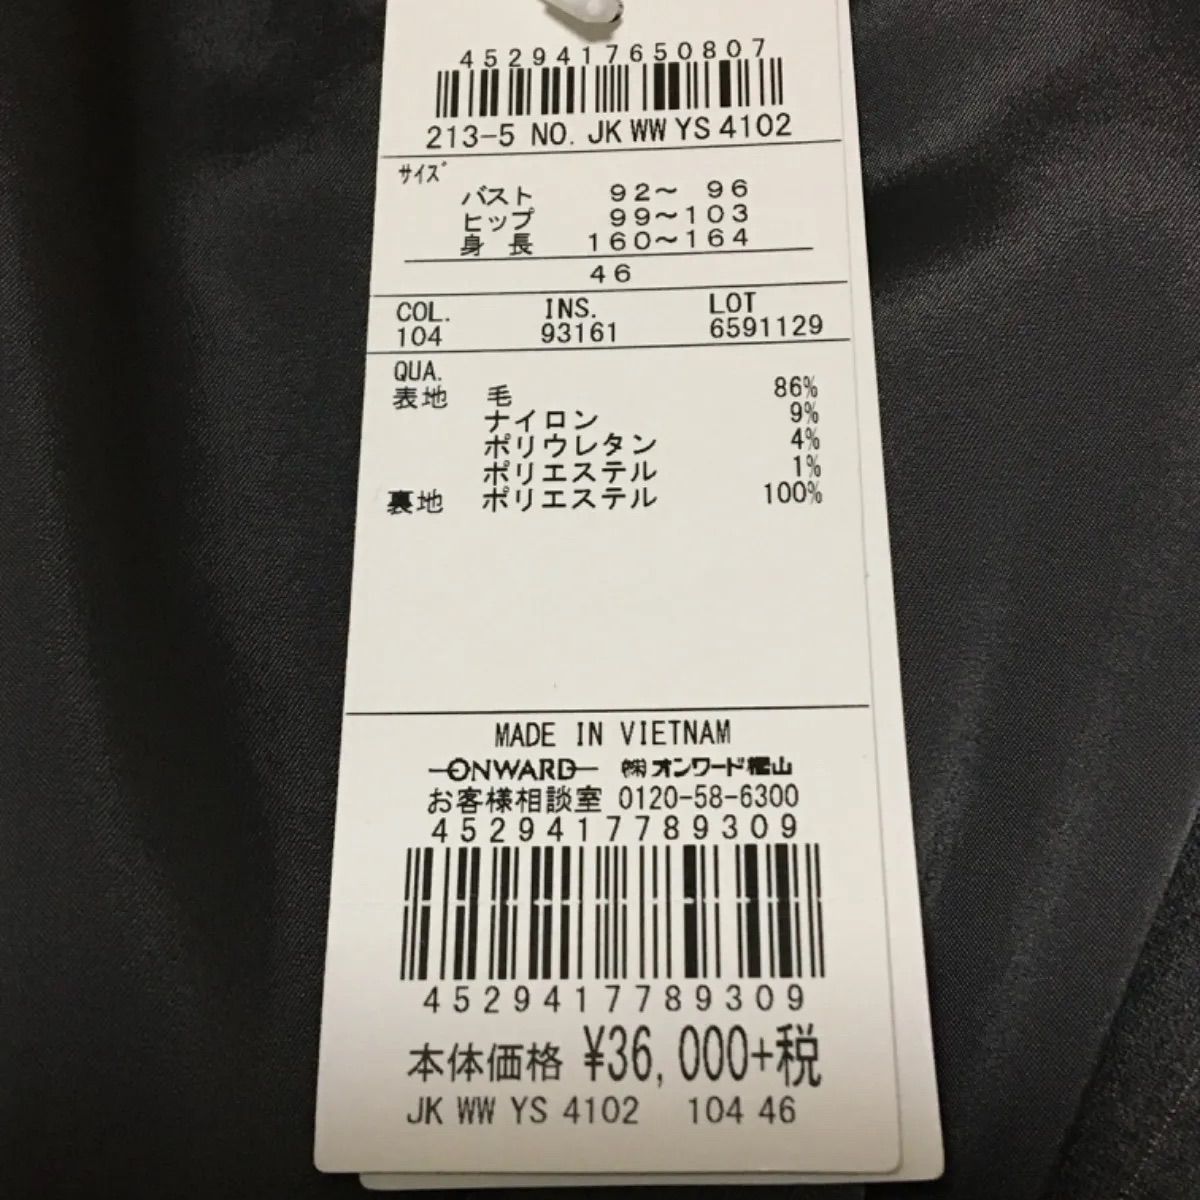 4529417650807
213-5 NO. JK WW YS 4102
サイズ
バスト 92～ 96
ヒップ 99～103
身長 160～164
46
COL. INS. LOT
104 93161 6591129
QUA.
表地 毛 86%
ナイロン 9%
ポリウレタン 4%
ポリエステル 1%
裏地 ポリエステル 100%
MADE IN VIETNAM
ONWARD ㈱オンワード樫山
お客様相談室 0120-58-6300
4529417789309
4529417789309
本体価格 ¥36,000+税
JK WW YS 4102 104 46